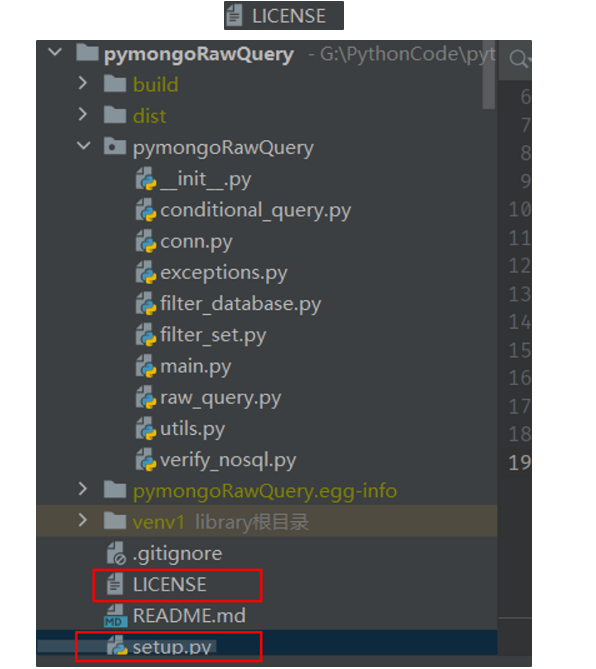 LICENSE
pymongoRawQuery - G:\PythonCode\pyt
build
6
dist
7
pymongoRawQuery
8
__init__.py
9
conditional_query.py
10
conn.py
11
exceptions.py
12
filter_database.py
13
filter_set.py
14
main.py
15
raw_query.py
16
utils.py
17
verify_nosql.py
18
19
pymongoRawQuery.egg-info
venv1 library根目录
.gitignore
LICENSE
MD README.md
setup.py